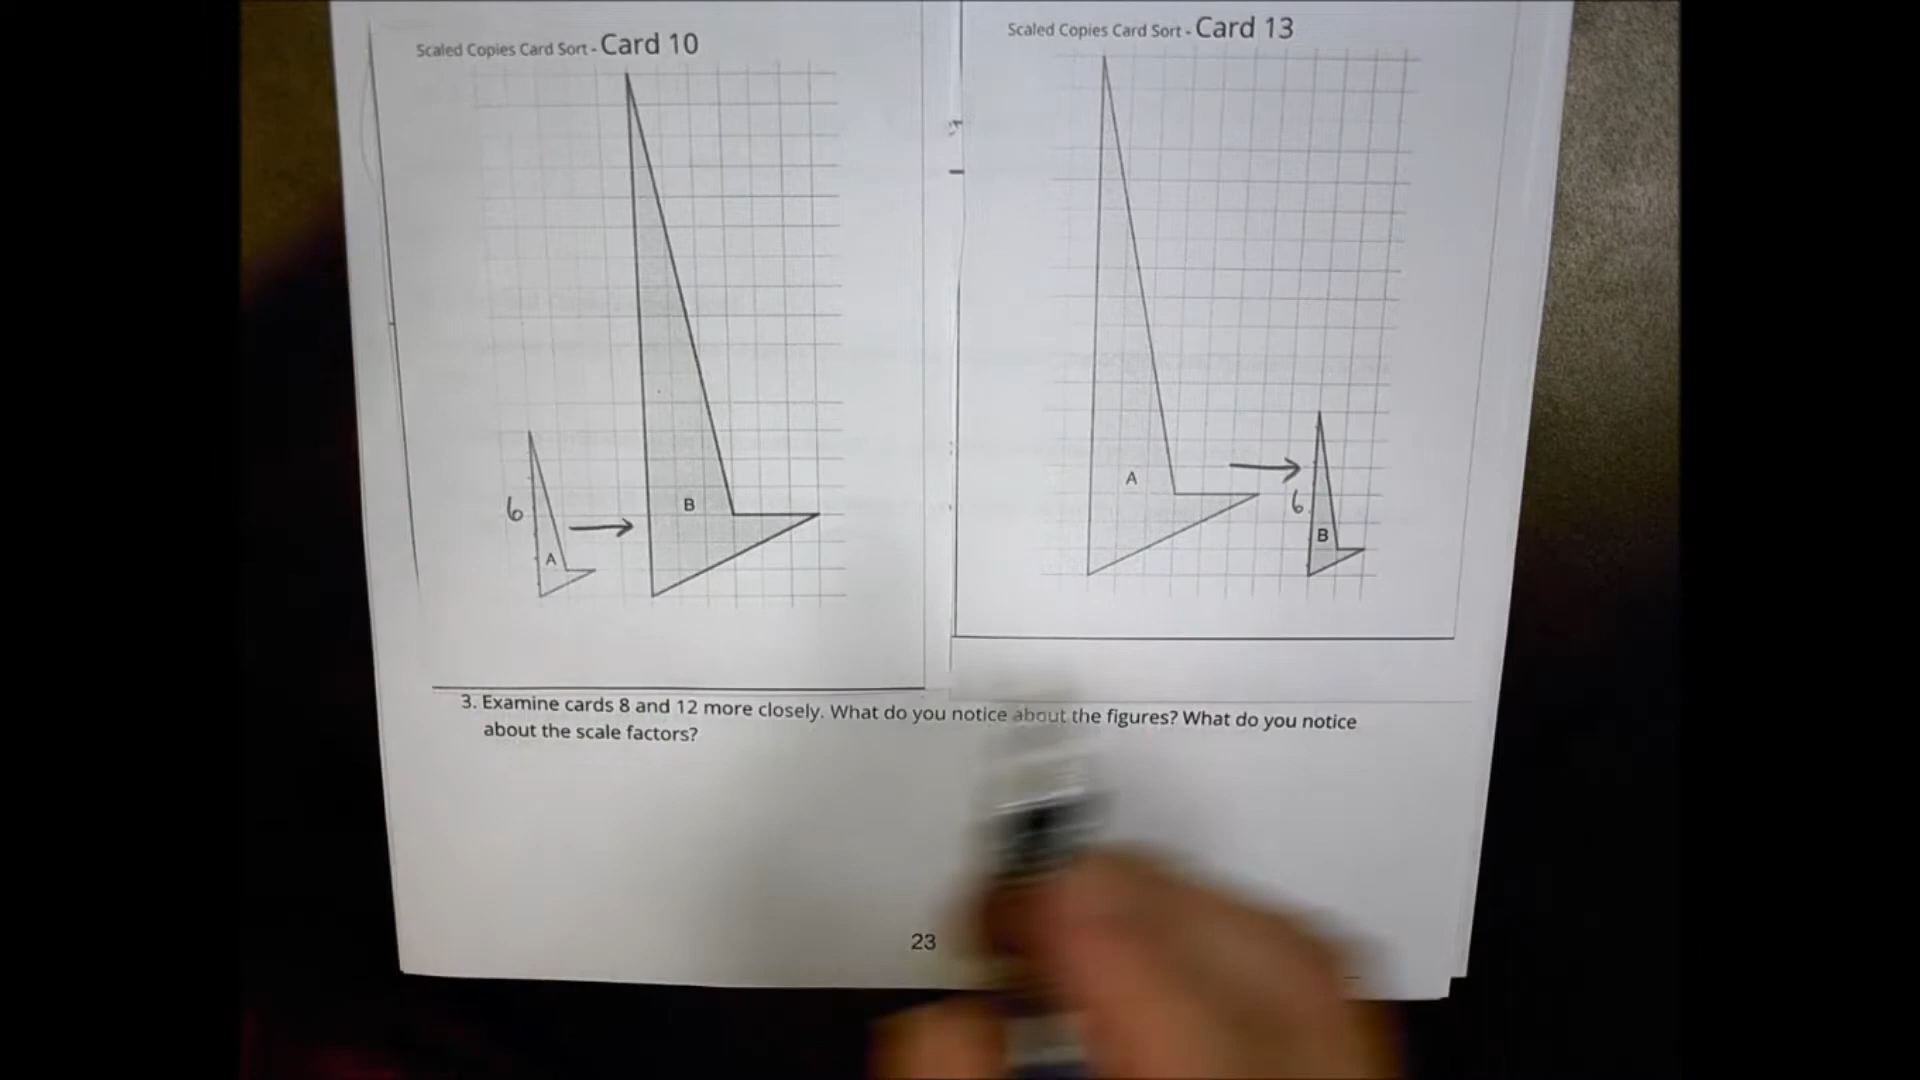 Scaled Copies Card Sort - Card 10
6
A
B
Scaled Copies Card Sort - Card 13
A
6
B
3. Examine cards 8 and 12 more closely. What do you notice about the figures? What do you notice
about the scale factors?
23